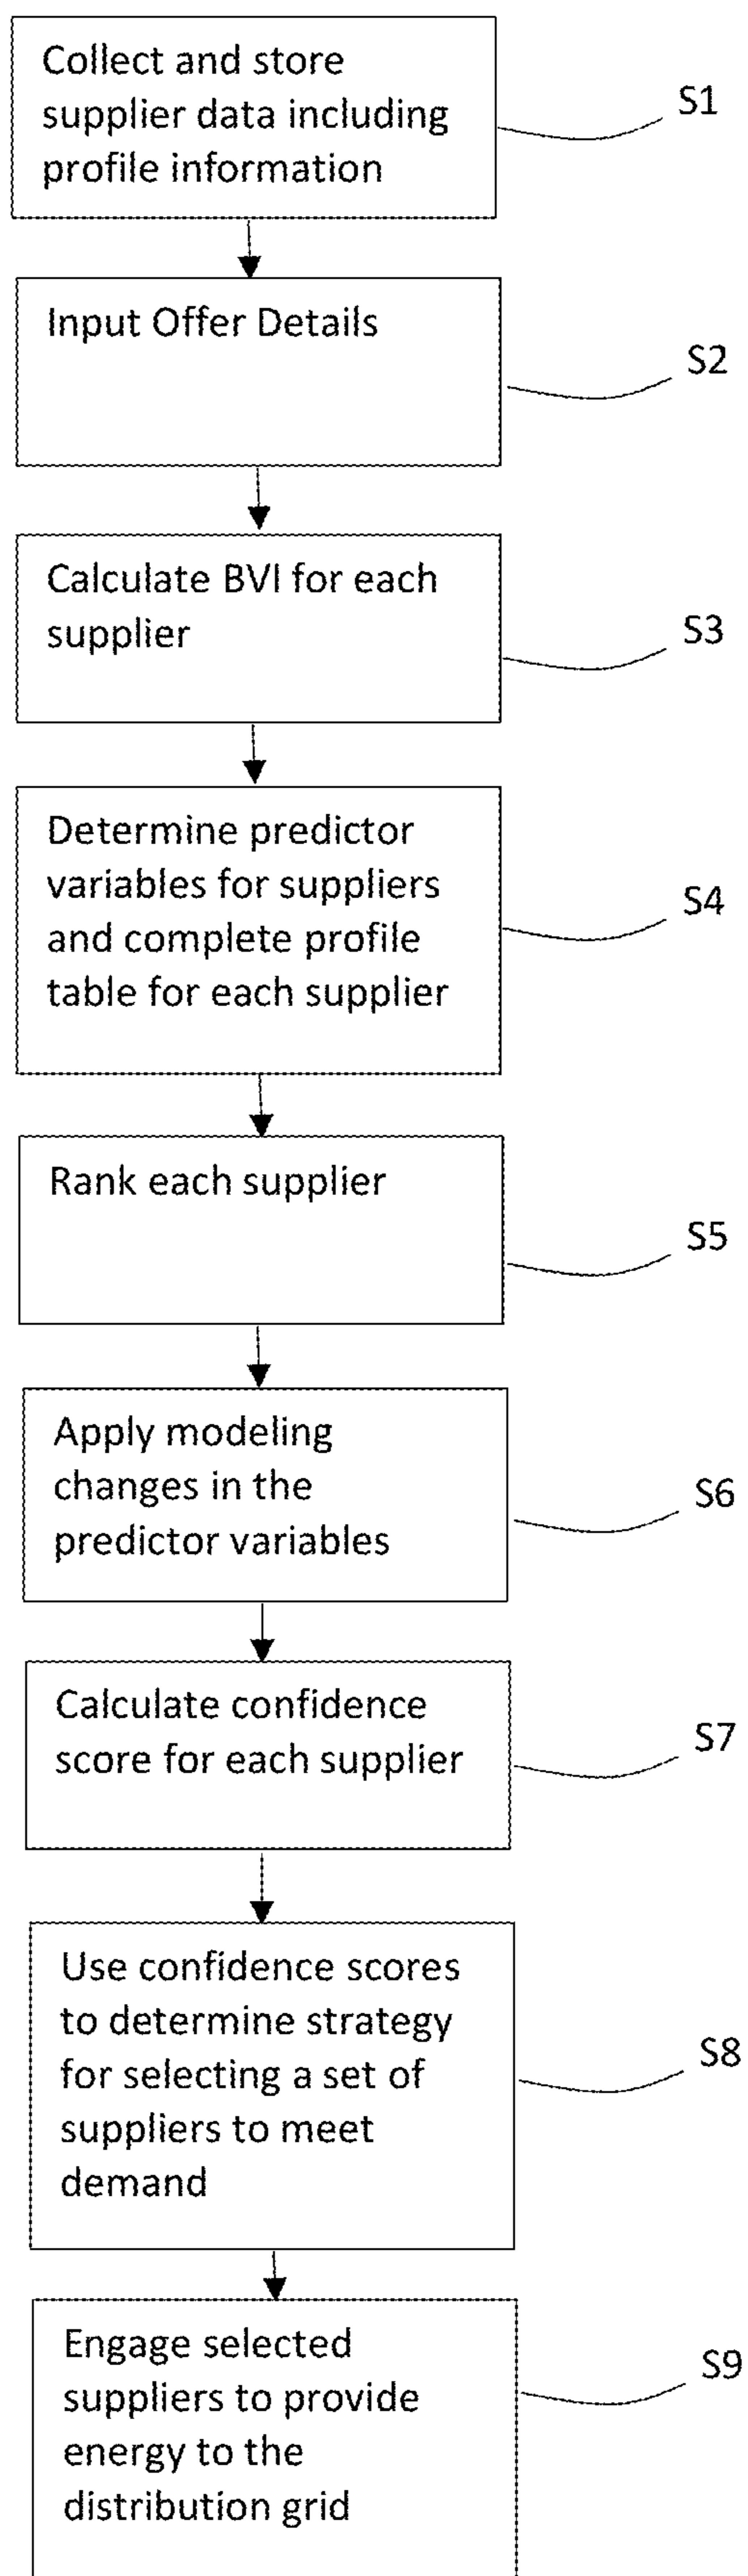 Collect and store
supplier data including
profile information
S1
Input Offer Details
S2
Calculate BVI for each
supplier
S3
Determine predictor
variables for suppliers
and complete profile
table for each supplier
S4
Rank each supplier
S5
Apply modeling
changes in the
predictor variables
S6
Calculate confidence
score for each supplier
S7
Use confidence scores
to determine strategy
for selecting a set of
suppliers to meet
demand
S8
Engage selected
suppliers to provide
energy to the
distribution grid
S9